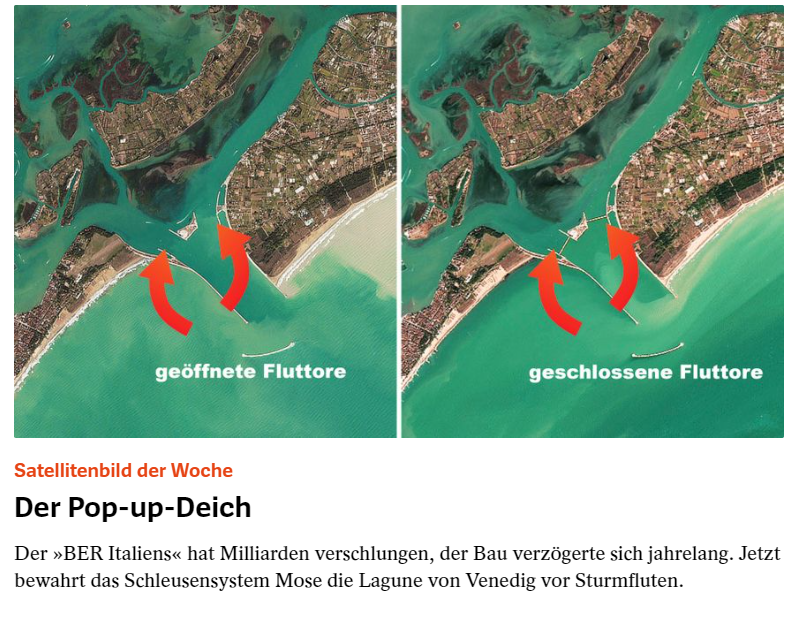 geöffnete Fluttore
geschlossene Fluttore
Satellitenbild der Woche
Der Pop-up-Deich
Der »BER Italiens« hat Milliarden verschlungen, der Bau verzögerte sich jahrelang. Jetzt
bewahrt das Schleusensystem Mose die Lagune von Venedig vor Sturmfluten.